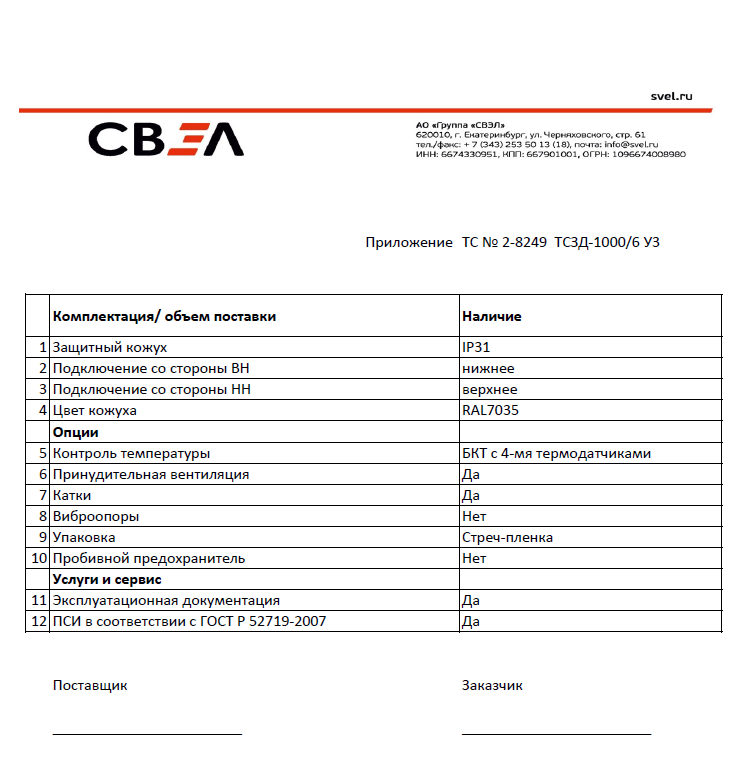 svel.ru
СВЭЛ
АО «Группа «СВЭЛ»
620010, г. Екатеринбург, ул. Черняховского, стр. 61
тел./факс: + 7 (343) 253 50 13 (18), почта: info@svel.ru
ИНН: 6674330951, КПП: 667901001, ОГРН: 1096674008980
Приложение ТС № 2-8249 ТСЗД-1000/6 У3
Комплектация/ объем поставки Наличие
1 Защитный кожух IP31
2 Подключение со стороны ВН нижнее
3 Подключение со стороны НН верхнее
4 Цвет кожуха RAL7035
Опции
5 Контроль температуры БКТ с 4-мя термодатчиками
6 Принудительная вентиляция Да
7 Катки Да
8 Виброопоры Нет
9 Упаковка Стреч-пленка
10 Пробивной предохранитель Нет
Услуги и сервис
11 Эксплуатационная документация Да
12 ПСИ в соответствии с ГОСТ Р 52719-2007 Да
Поставщик Заказчик